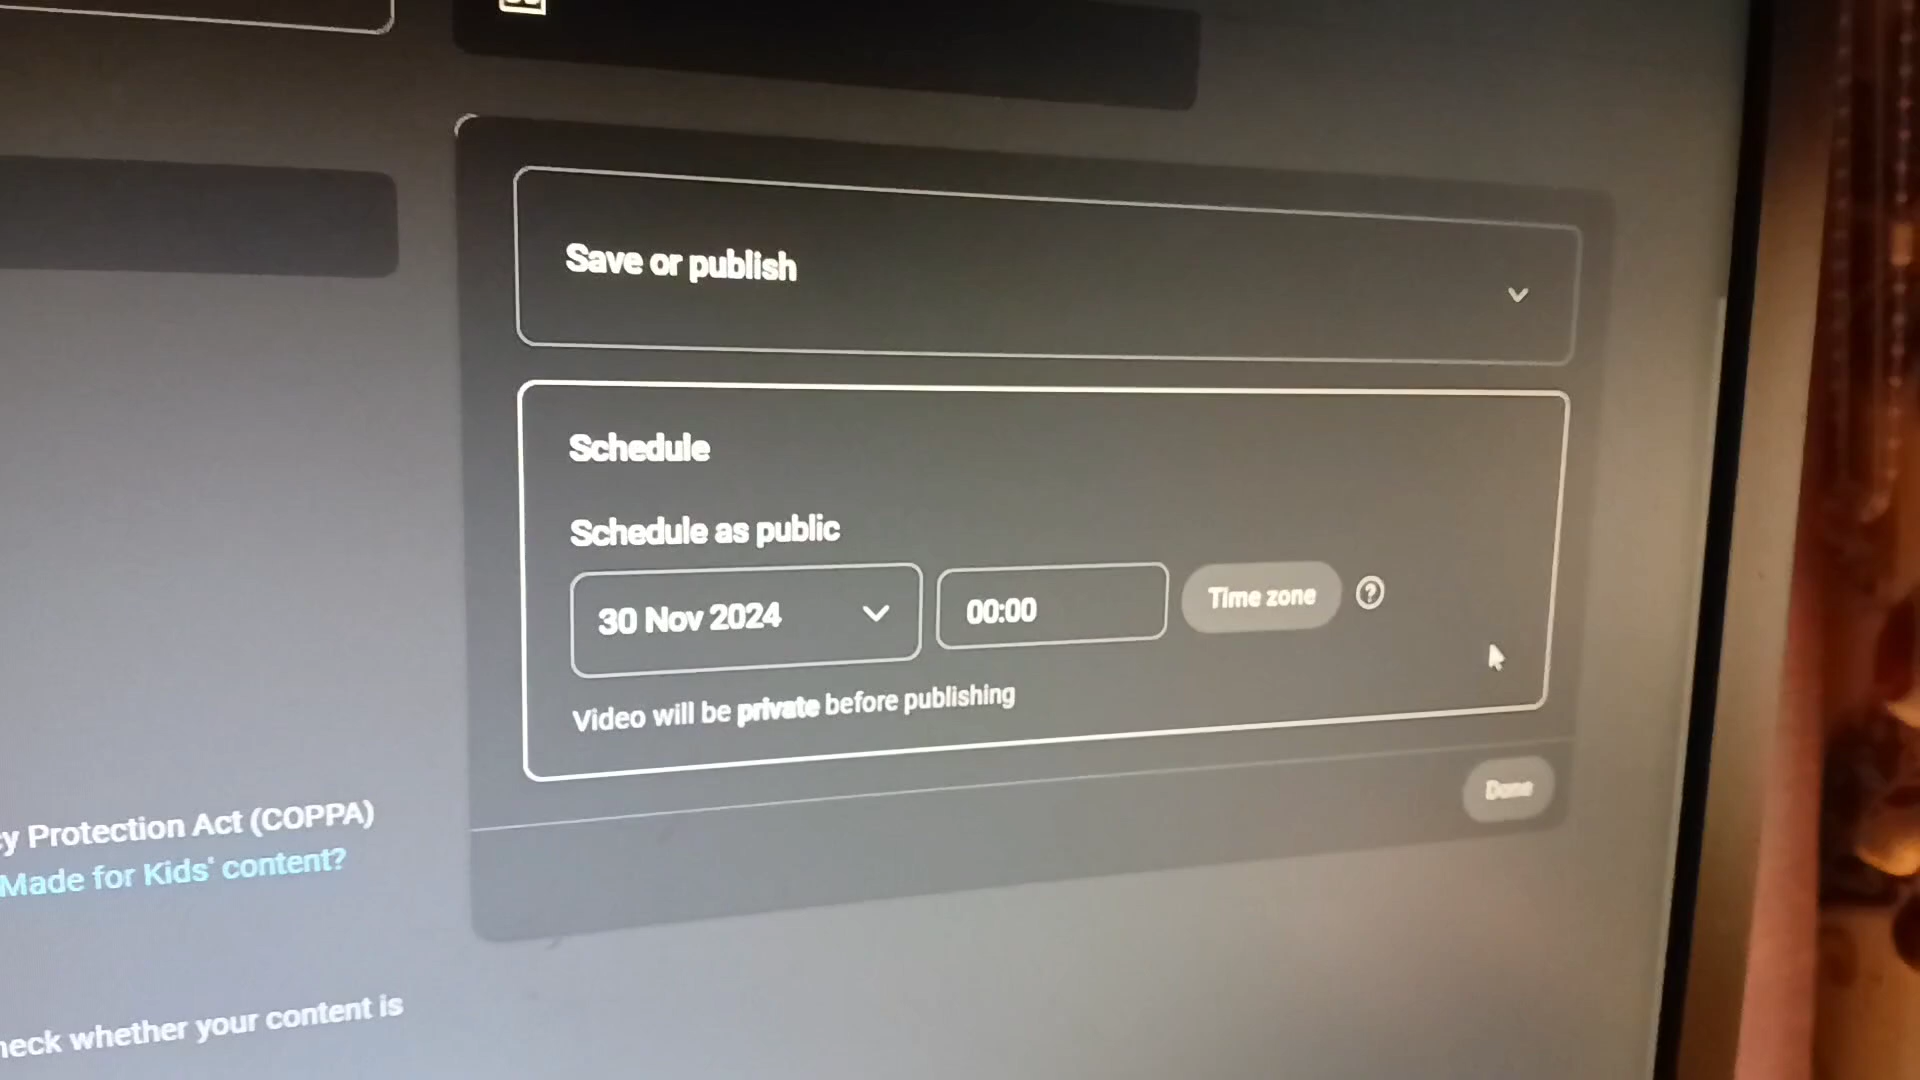 Save or publish
Schedule
Schedule as public
30 Nov 2024
00:00
Time zone
Video will be private before publishing
Done
y Protection Act (COPPA)
Made for Kids' content?
heck whether your content is